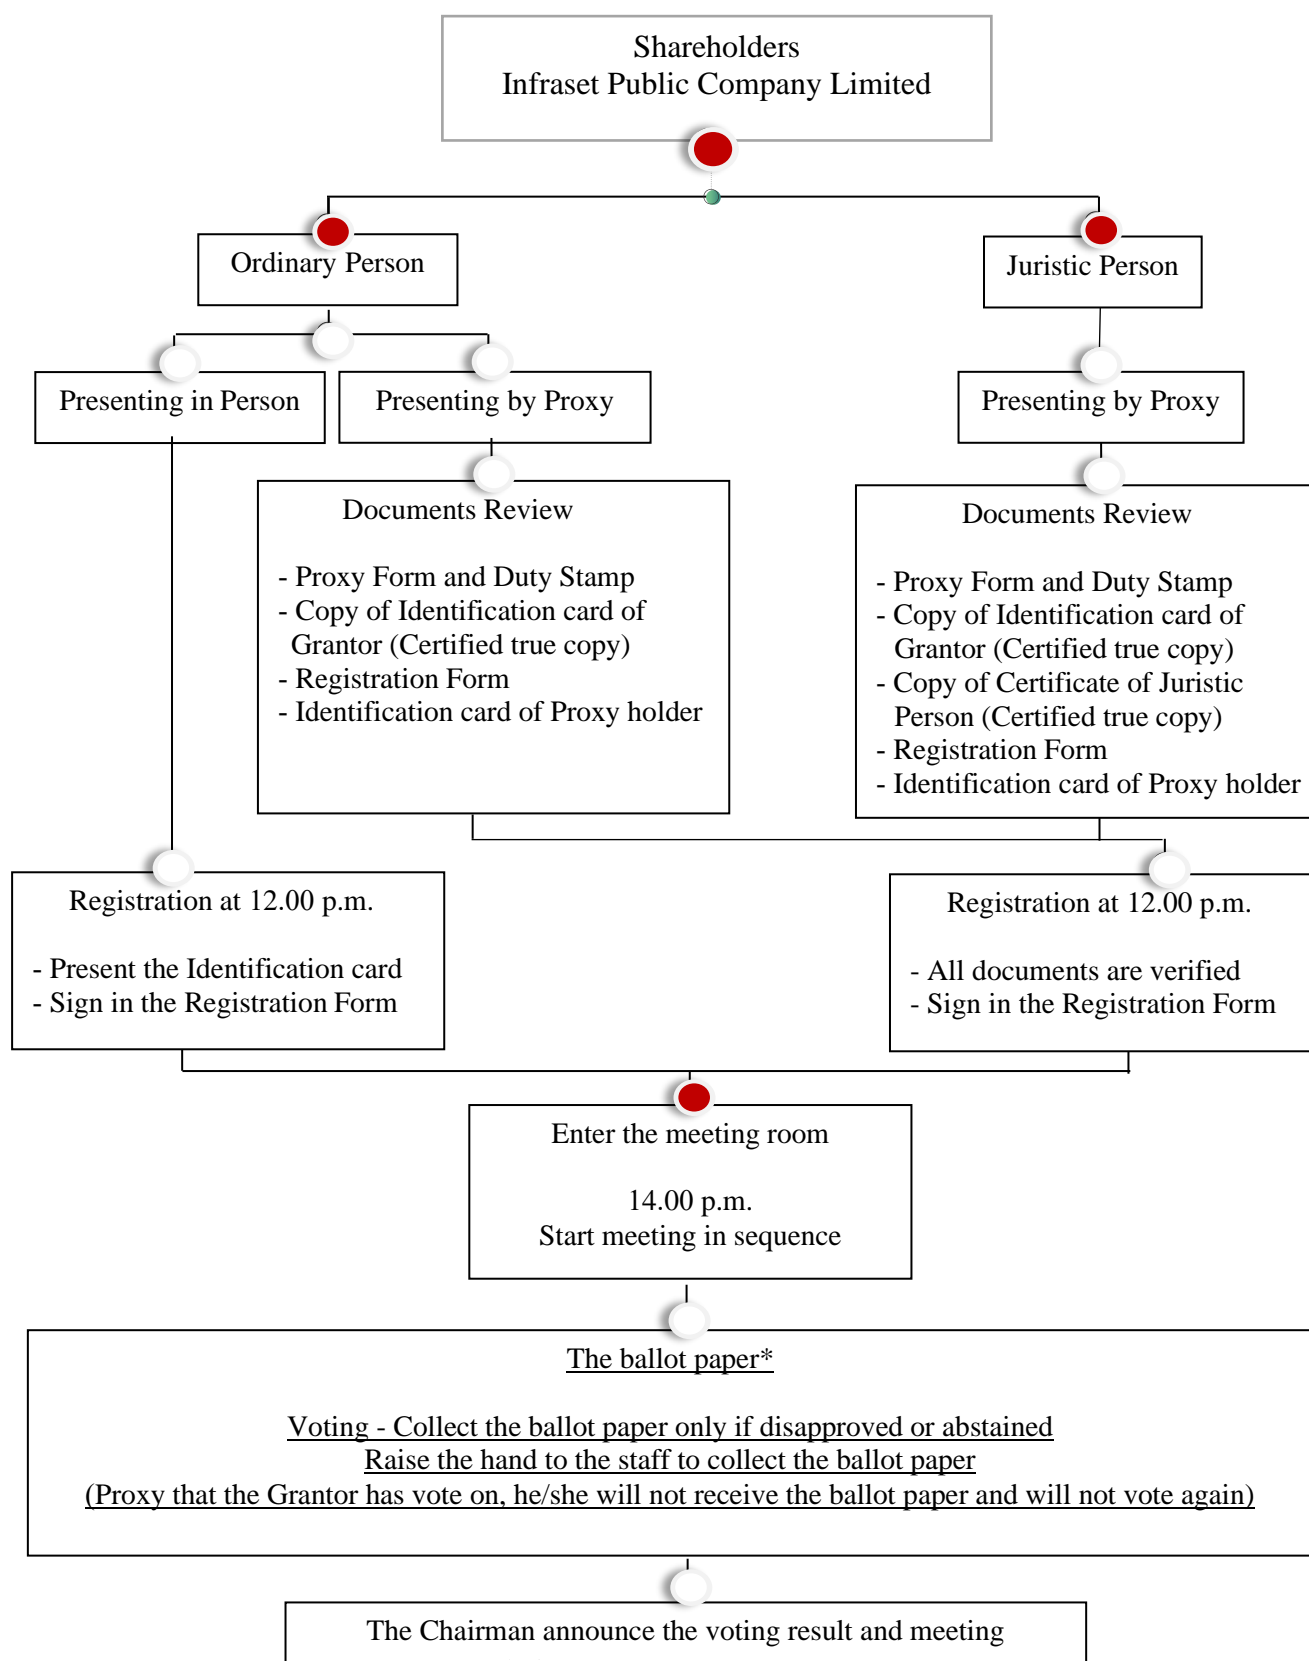 Shareholders
Infraset Public Company Limited
Ordinary Person
Juristic Person
Presenting in Person
Presenting by Proxy
Presenting by Proxy
Documents Review
- Proxy Form and Duty Stamp
- Copy of Identification card of
Grantor (Certified true copy)
- Registration Form
- Identification card of Proxy holder
Documents Review
- Proxy Form and Duty Stamp
- Copy of Identification card of
Grantor (Certified true copy)
- Copy of Certificate of Juristic
Person (Certified true copy)
- Registration Form
- Identification card of Proxy holder
Registration at 12.00 p.m.
- Present the Identification card
- Sign in the Registration Form
Registration at 12.00 p.m.
- All documents are verified
- Sign in the Registration Form
Enter the meeting room
14.00 p.m.
Start meeting in sequence
The ballot paper*
Voting - Collect the ballot paper only if disapproved or abstained
Raise the hand to the staff to collect the ballot paper
(Proxy that the Grantor has vote on, he/she will not receive the ballot paper and will not vote again)
The Chairman announce the voting result and meeting